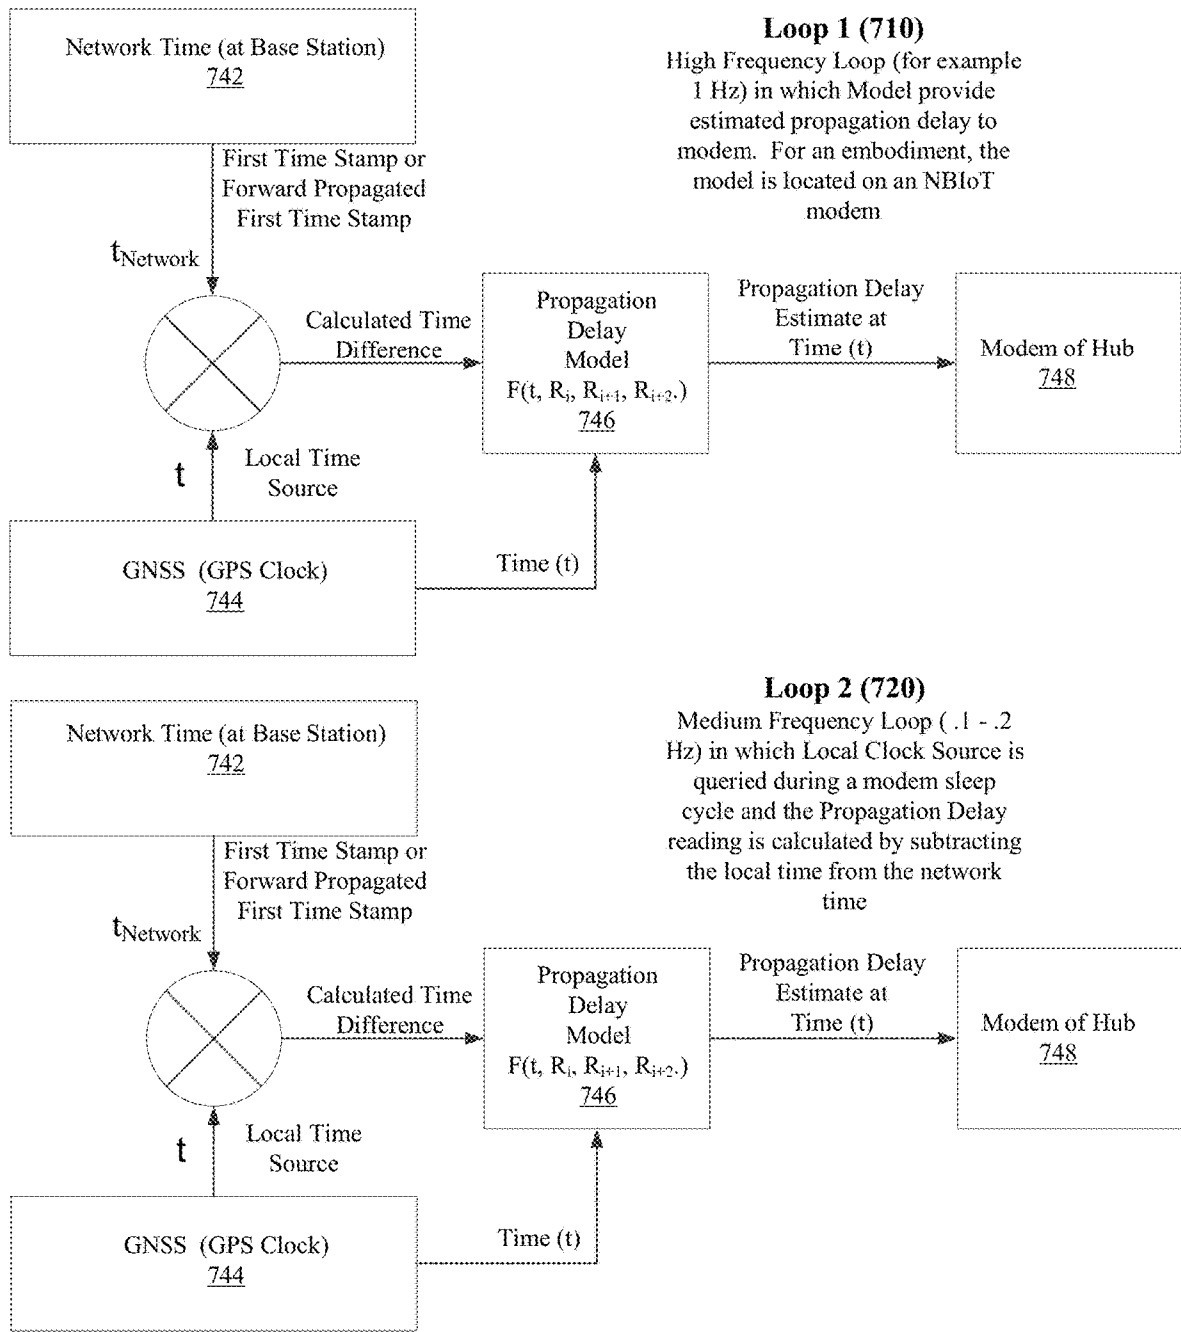 Network Time (at Base Station)
742
Loop 1 (710)
High Frequency Loop (for example
1 Hz) in which Model provide
estimated propagation delay to
modem. For an embodiment, the
model is located on an NBIoT
modem
First Time Stamp or
Forward Propagated
First Time Stamp
tNetwork
Calculated Time
Difference
Propagation
Delay
Model
F(t, Ri, Ri+1, Ri+2.)
746
Propagation Delay
Estimate at
Time (t)
Modem of Hub
748
t
Local Time
Source
GNSS (GPS Clock)
744
Time (t)
Network Time (at Base Station)
742
Loop 2 (720)
Medium Frequency Loop ( .1 - .2
Hz) in which Local Clock Source is
queried during a modem sleep
cycle and the Propagation Delay
reading is calculated by subtracting
the local time from the network
time
First Time Stamp or
Forward Propagated
First Time Stamp
tNetwork
Calculated Time
Difference
Propagation
Delay
Model
F(t, Ri, Ri+1, Ri+2.)
746
Propagation Delay
Estimate at
Time (t)
Modem of Hub
748
t
Local Time
Source
GNSS (GPS Clock)
744
Time (t)